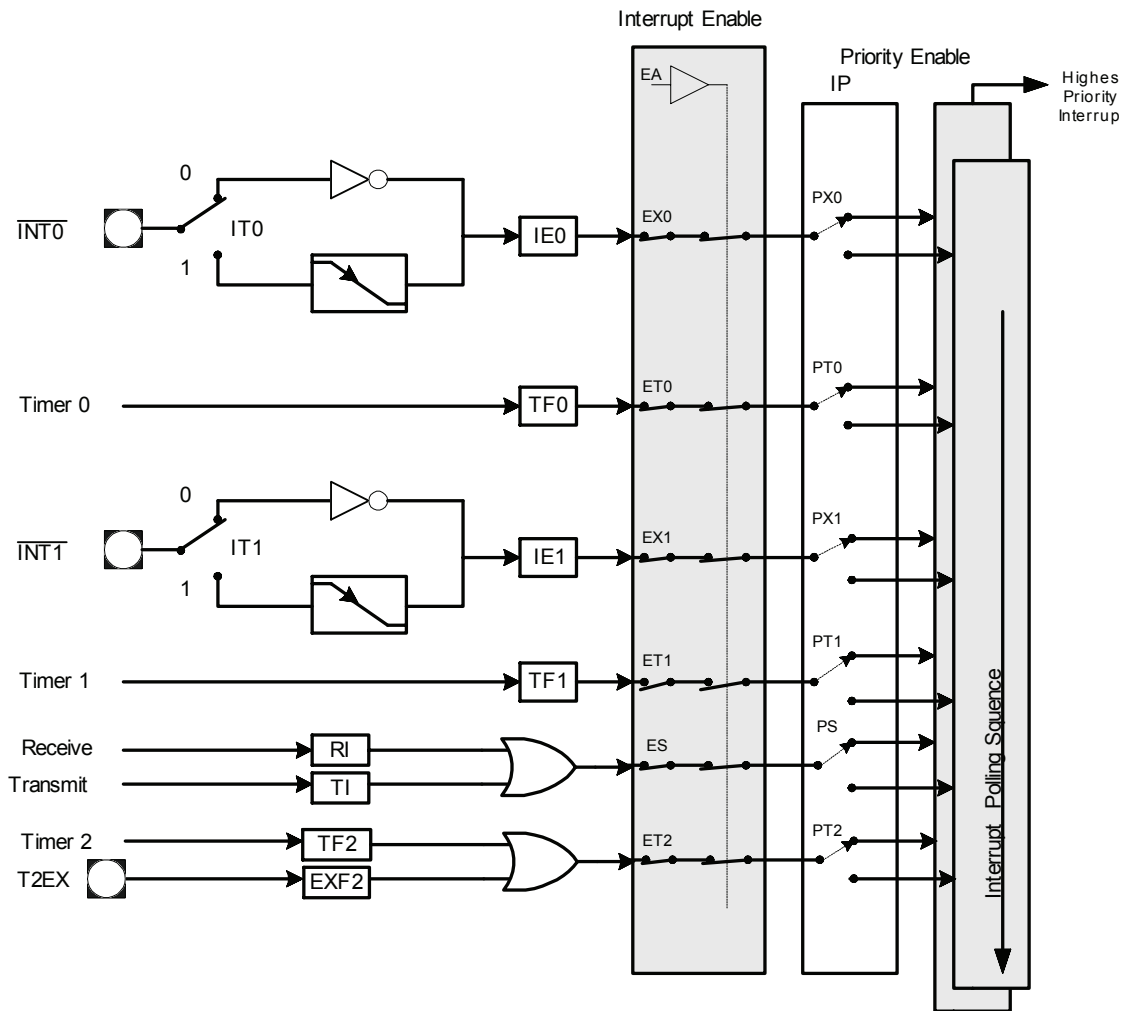 Interrupt Enable
Priority Enable
IP
Highes
Priority
Interrup
EA
0
INT0
IT0
1
IE0
EX0
PX0
Timer 0
TF0
ET0
PT0
0
INT1
IT1
1
IE1
EX1
PX1
Timer 1
TF1
ET1
PT1
Receive
RI
ES
PS
Transmit
TI
Timer 2
TF2
ET2
PT2
T2EX
EXF2
Interrupt Polling Squence